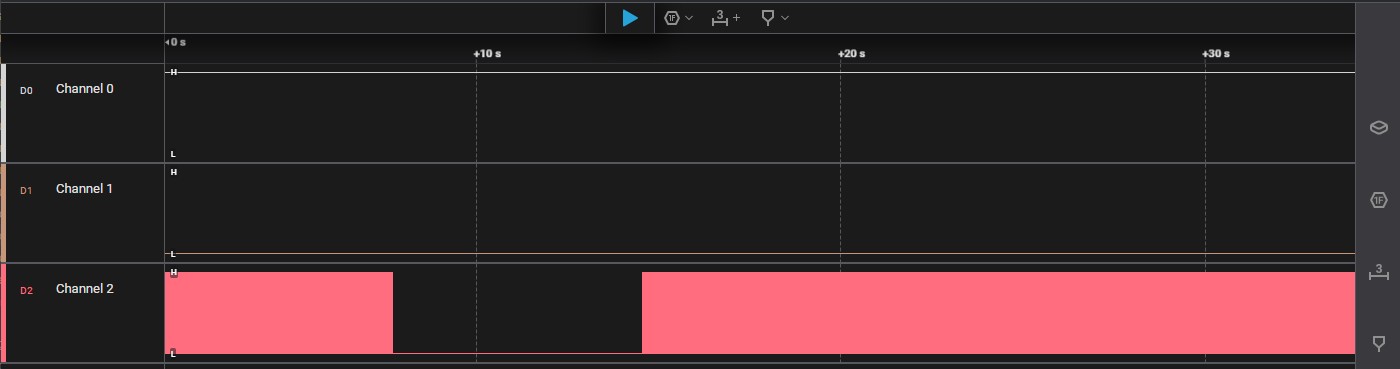 3
1F
+
0 s
+10 s
+20 s
+30 s
H
D0 Channel 0
L
H
D1 Channel 1
L
H
D2 Channel 2
L
1F
3